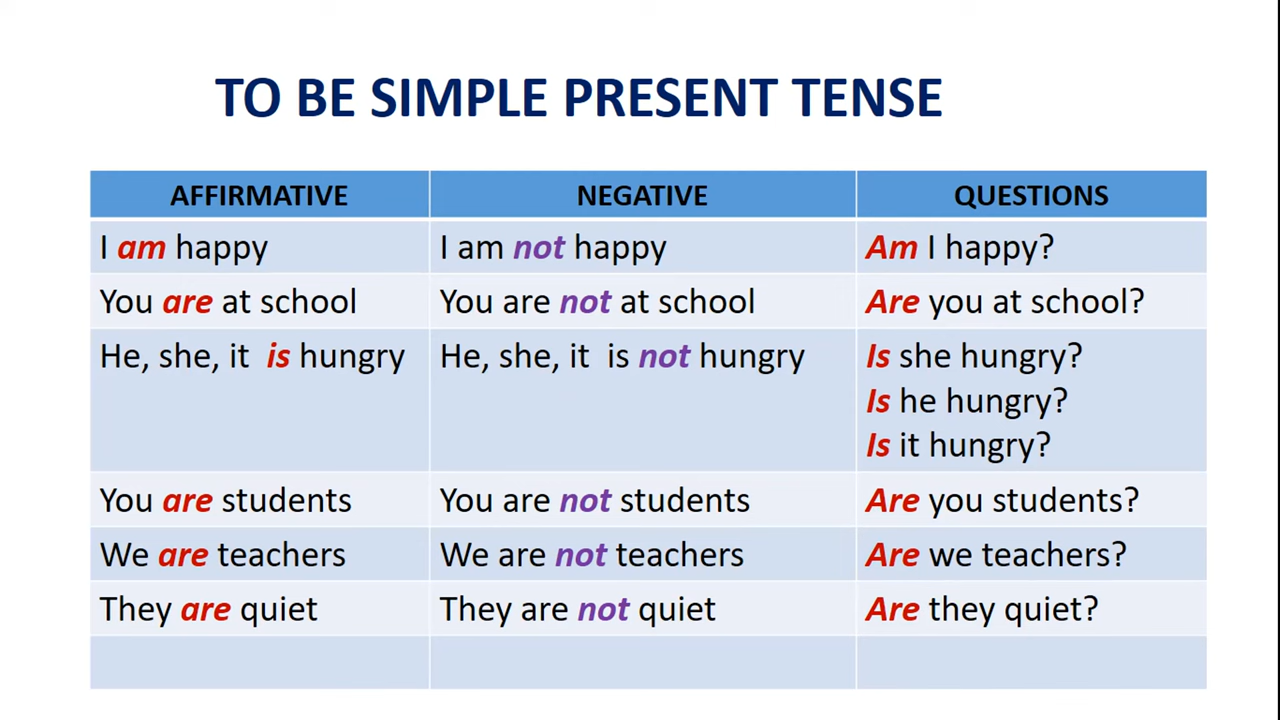 TO BE SIMPLE PRESENT TENSE
AFFIRMATIVE NEGATIVE QUESTIONS
I am happy I am not happy Am I happy?
You are at school You are not at school Are you at school?
He, she, it is hungry He, she, it is not hungry Is she hungry?
Is he hungry?
Is it hungry?
You are students You are not students Are you students?
We are teachers We are not teachers Are we teachers?
They are quiet They are not quiet Are they quiet?